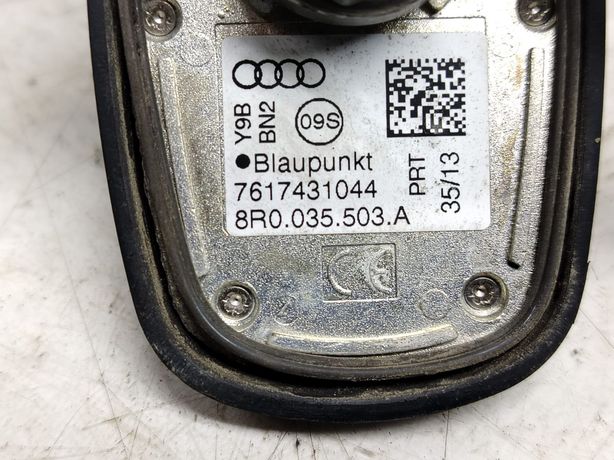 Y9B
BN2
09S
Blaupunkt
7617431044
8R0.035.503.A
PRT
35/13